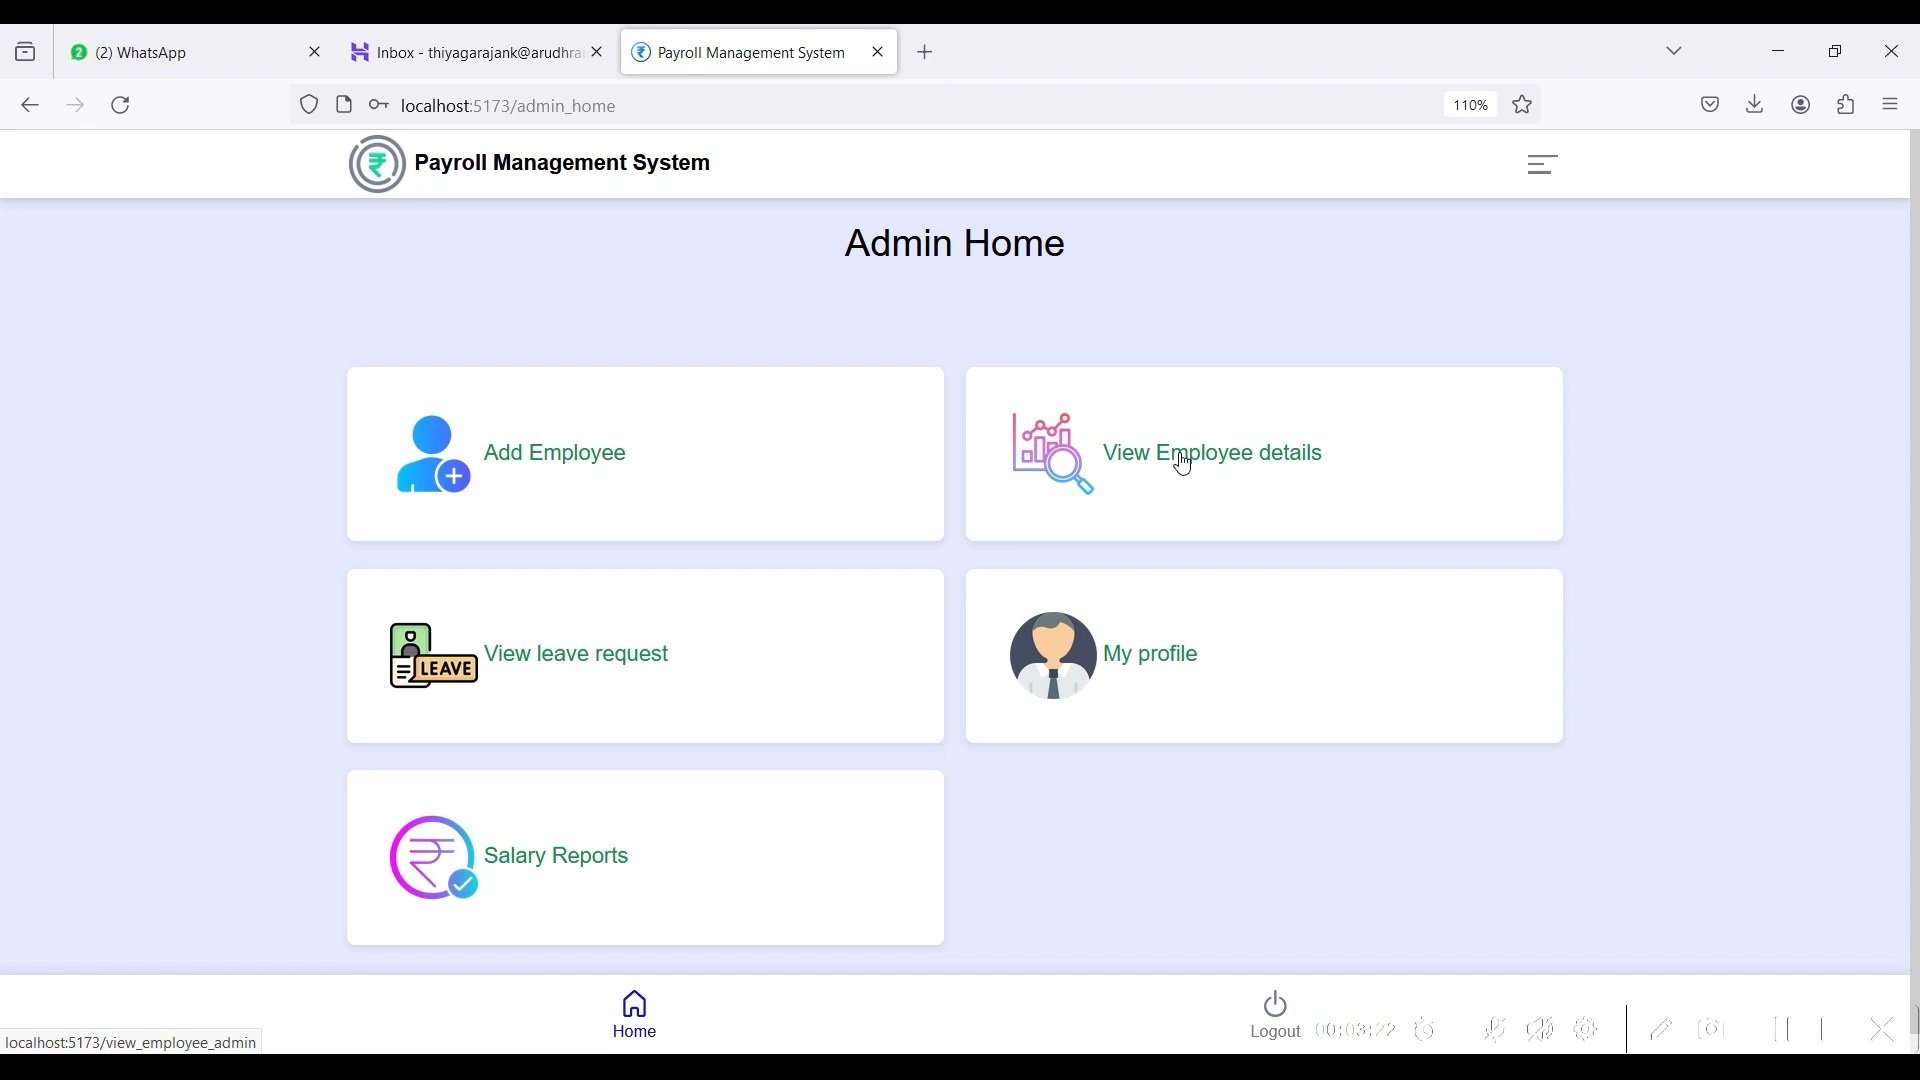 2 (2) WhatsApp
Inbox - thiyagarajank@arudhra
Payroll Management System
localhost:5173/admin_home
110%
Payroll Management System
Admin Home
Add Employee
View Employee details
LEAVE
View leave request
My profile
Salary Reports
Home
Logout
00:03:22
localhost:5173/view_employee_admin